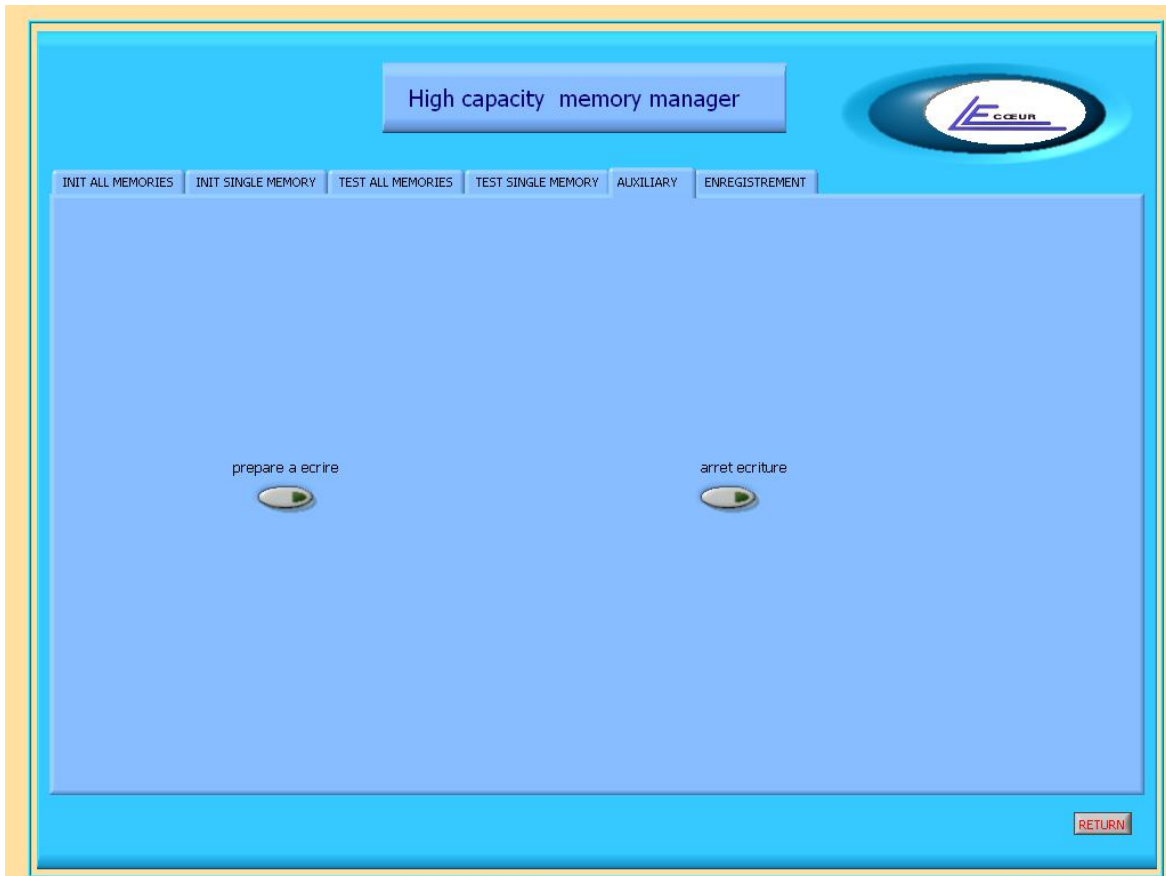 High capacity memory manager
LE CŒUR
INIT ALL MEMORIES INIT SINGLE MEMORY TEST ALL MEMORIES TEST SINGLE MEMORY AUXILIARY ENREGISTREMENT
prepare a ecrire arret ecriture
RETURN